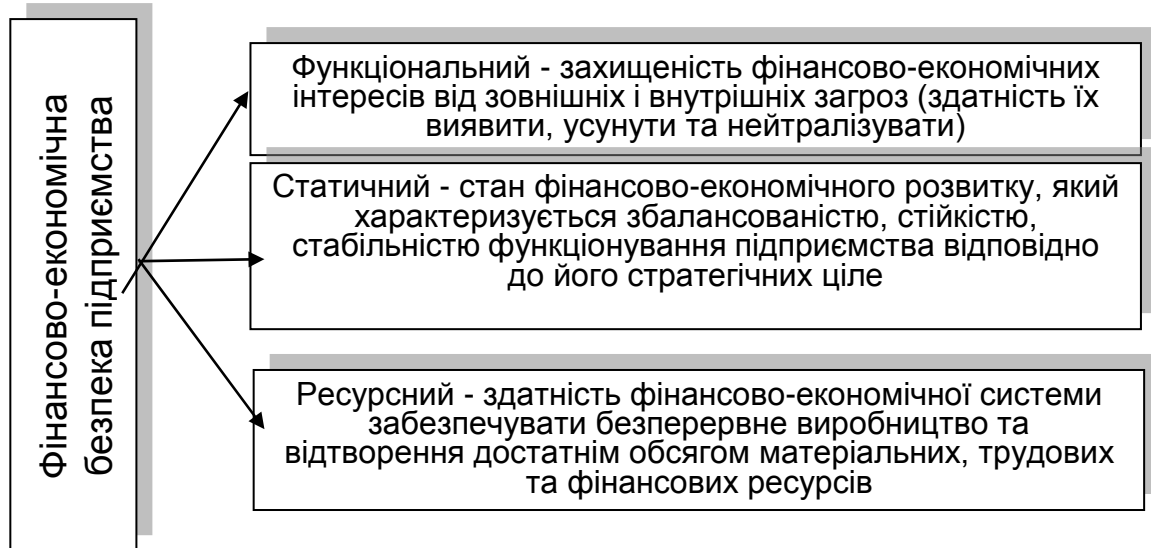 Фінансово-економічна
безпека підприємства
Функціональний - захищеність фінансово-економічних
інтересів від зовнішніх і внутрішніх загроз (здатність їх
виявити, усунути та нейтралізувати)
Статичний - стан фінансово-економічного розвитку, який
характеризується збалансованістю, стійкістю,
стабільністю функціонування підприємства відповідно
до його стратегічних ціле
Ресурсний - здатність фінансово-економічної системи
забезпечувати безперервне виробництво та
відтворення достатнім обсягом матеріальних, трудових
та фінансових ресурсів